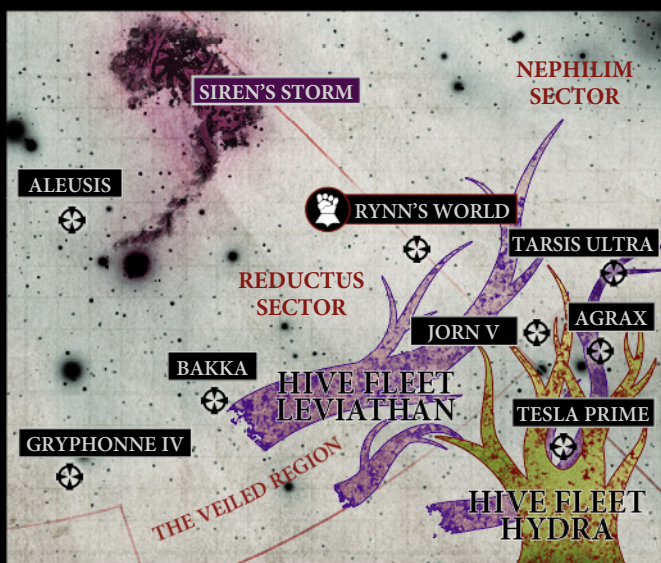 NEPHILIM
SECTOR
SIREN'S STORM
ALEUSIS
RYNN'S WORLD
TARSIS ULTRA
REDUCTUS
SECTOR
AGRAX
JORN V
BAKKA
HIVE FLEET
LEVIATHAN
TESLA PRIME
GRYPHONNE IV
THE VEILED REGION
HIVE FLEET
HYDRA